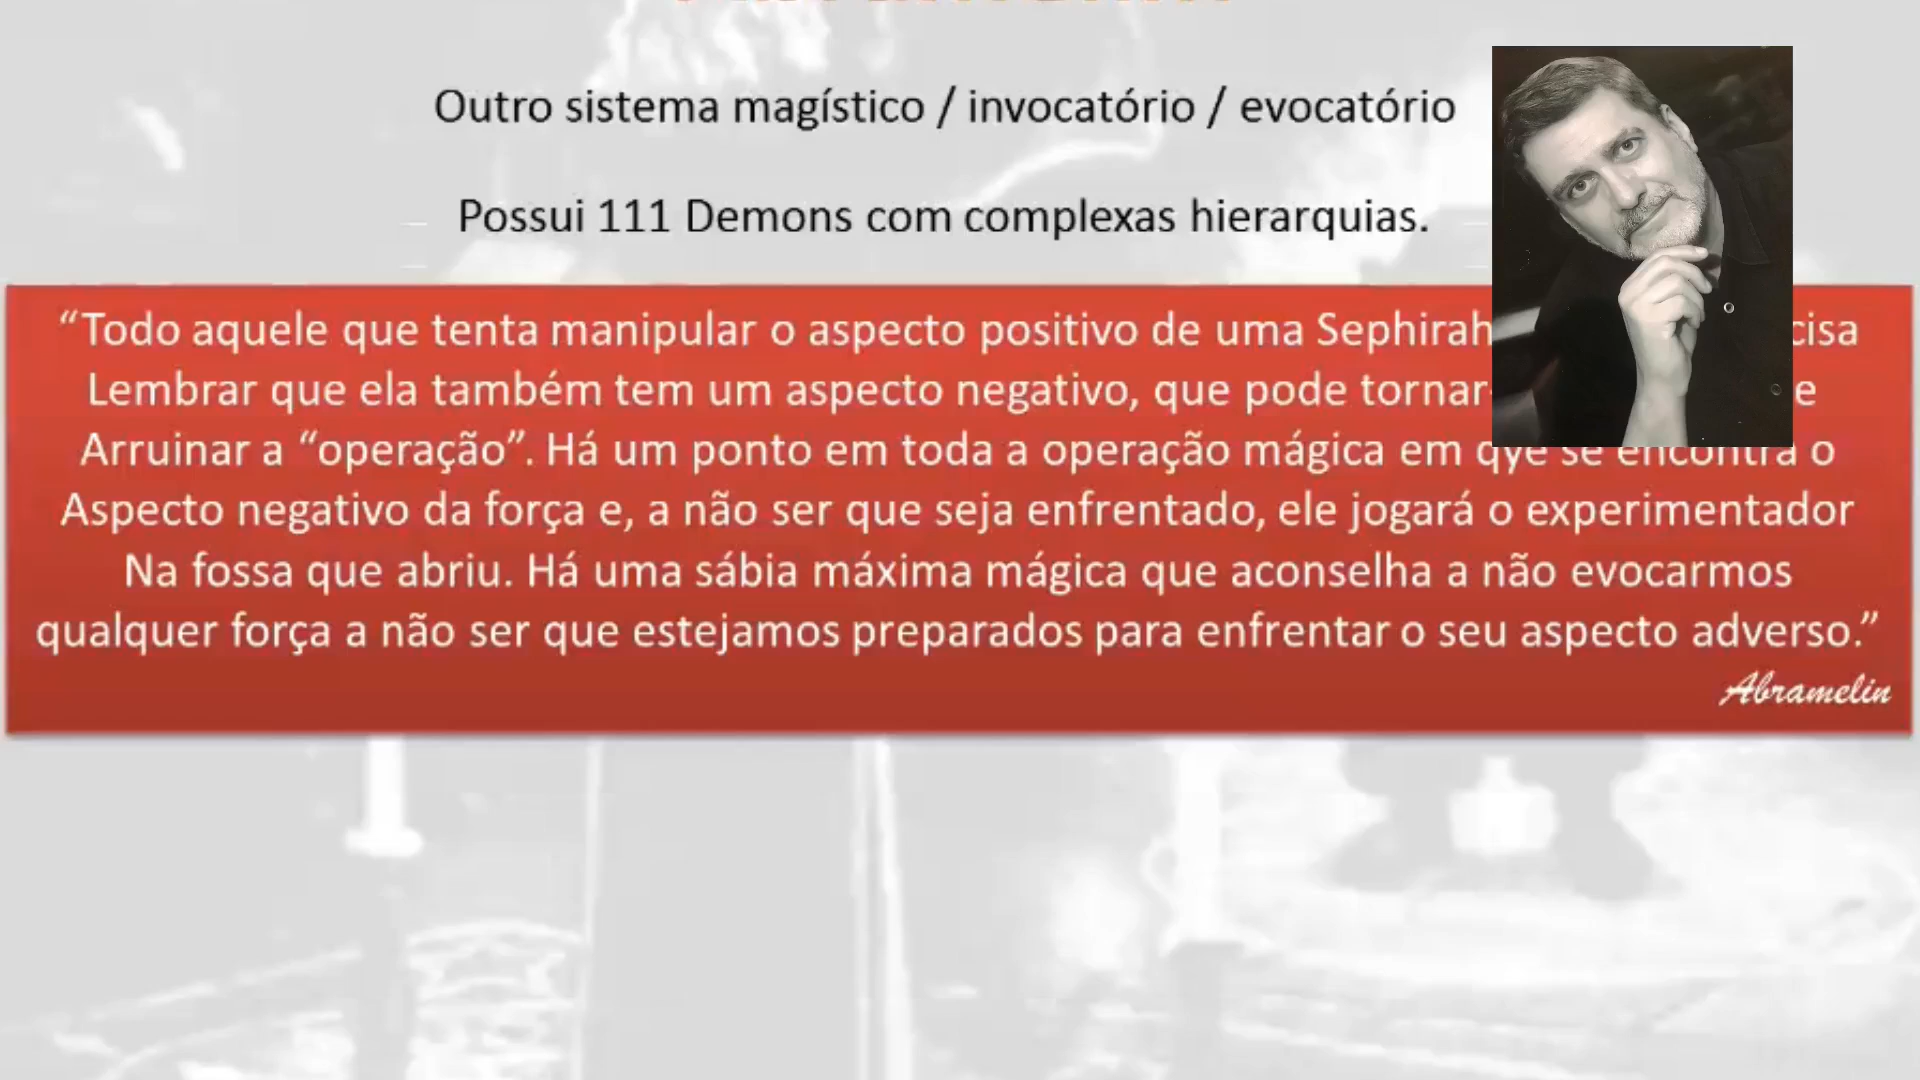 Outro sistema magístico / invocatório / evocatório
Possui 111 Demons com complexas hierarquias.
“Todo aquele que tenta manipular o aspecto positivo de uma Sephirah cisa
Lembrar que ela também tem um aspecto negativo, que pode tornar- e
Arruinar a “operação”. Há um ponto em toda a operação mágica em qye se encontra o
Aspecto negativo da força e, a não ser que seja enfrentado, ele jogará o experimentador
Na fossa que abriu. Há uma sábia máxima mágica que aconselha a não evocarmos
qualquer força a não ser que estejamos preparados para enfrentar o seu aspecto adverso.”
Abramelin